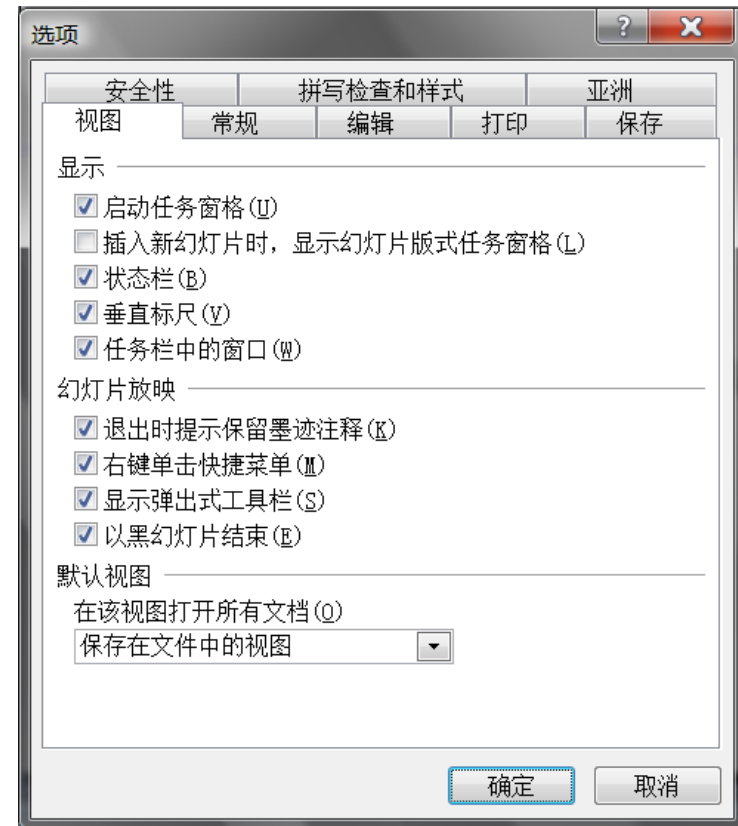 选项
安全性 拼写检查和样式 亚洲
视图 常规 编辑 打印 保存
显示
启动任务窗格(U)
插入新幻灯片时，显示幻灯片版式任务窗格(L)
状态栏(B)
垂直标尺(V)
任务栏中的窗口(W)
幻灯片放映
退出时提示保留墨迹注释(K)
右键单击快捷菜单(M)
显示弹出式工具栏(S)
以黑幻灯片结束(E)
默认视图
在该视图打开所有文档(O)
保存在文件中的视图
确定 取消